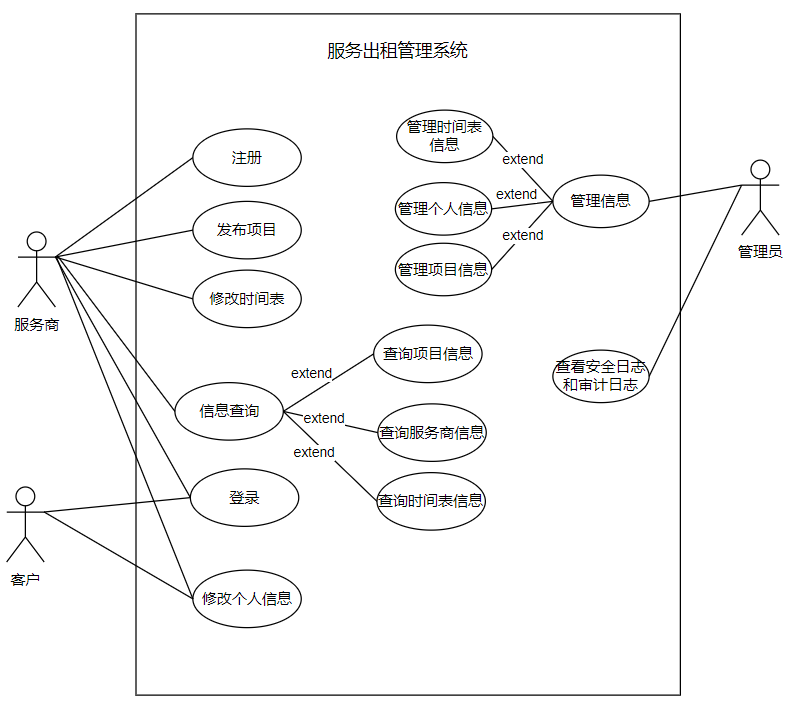 服务出租管理系统
管理时间表
信息
注册
extend
管理信息
管理个人信息
extend
发布项目
extend
管理项目信息
管理员
修改时间表
服务商
查询项目信息
extend
查看安全日志
和审计日志
信息查询
extend
查询服务商信息
extend
登录
查询时间表信息
客户
修改个人信息